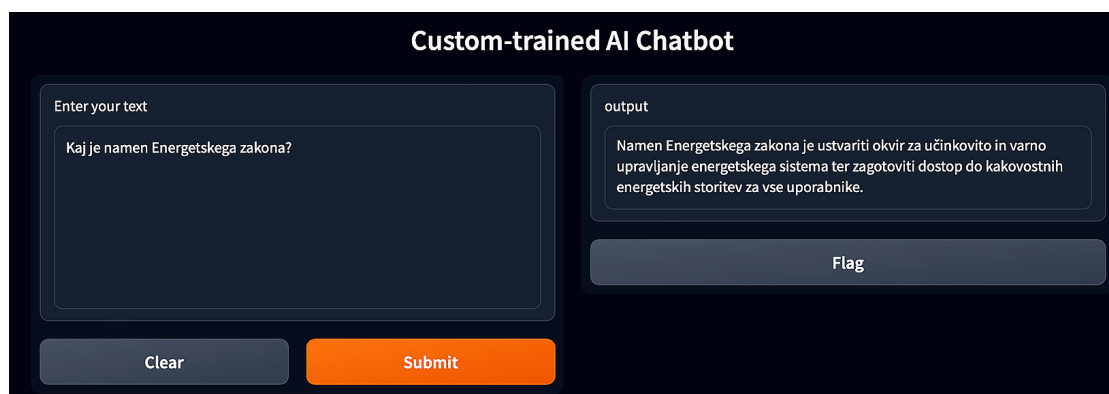 Custom-trained AI Chatbot
Enter your text
Kaj je namen Energetskega zakona?
Clear
Submit
output
Namen Energetskega zakona je ustvariti okvir za učinkovito in varno
upravljanje energetskega sistema ter zagotoviti dostop do kakovostnih
energetskih storitev za vse uporabnike.
Flag